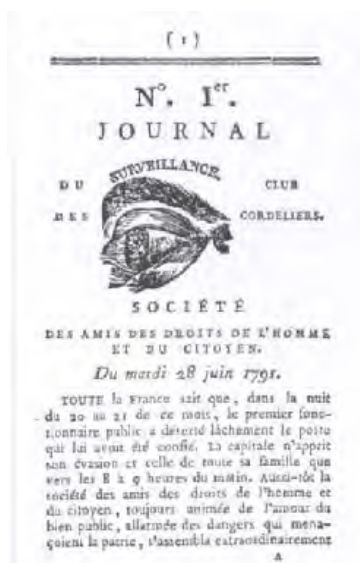 ( 1 )
N°. Ier.
JOURNAL
SURVEILLANCE.
DU CLUB
DES CORDELIERS.
SOCIÉTÉ
DES AMIS DES DROITS DE L'HOMME
ET DU CITOYEN.
Du mardi 28 juin 1791.
TOUTE la France sait que, dans la nuit
du 20 au 21 de ce mois, le premier fonc-
tionnaire public a déserté lâchement le poste
qui lui avoit été confié. La capitale n'apprit
son évasion et celle de toute sa famille que
vers les 8 à 9 heures du matin. Aussi-tôt la
société des amis des droits de l'homme et
du citoyen, toujours animée de l'amour du
bien public, allarmée des dangers qui mena-
çoient la patrie, s'assembla extraordinairement
A